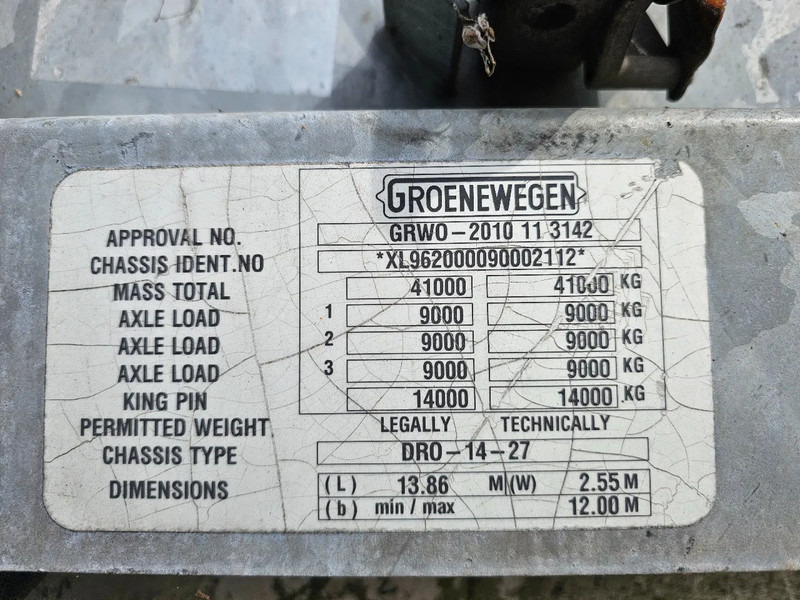 GROENEWEGEN
APPROVAL NO. GRWO-2010 11 3142
CHASSIS IDENT.NO *XL962000090002112*
MASS TOTAL 41000 41000 KG
AXLE LOAD 1 9000 9000 KG
AXLE LOAD 2 9000 9000 KG
AXLE LOAD 3 9000 9000 KG
KING PIN 14000 14000 KG
PERMITTED WEIGHT LEGALLY TECHNICALLY
CHASSIS TYPE DRO-14-27
DIMENSIONS (L) 13.86 M (W) 2.55 M
(b) min / max 12.00 M